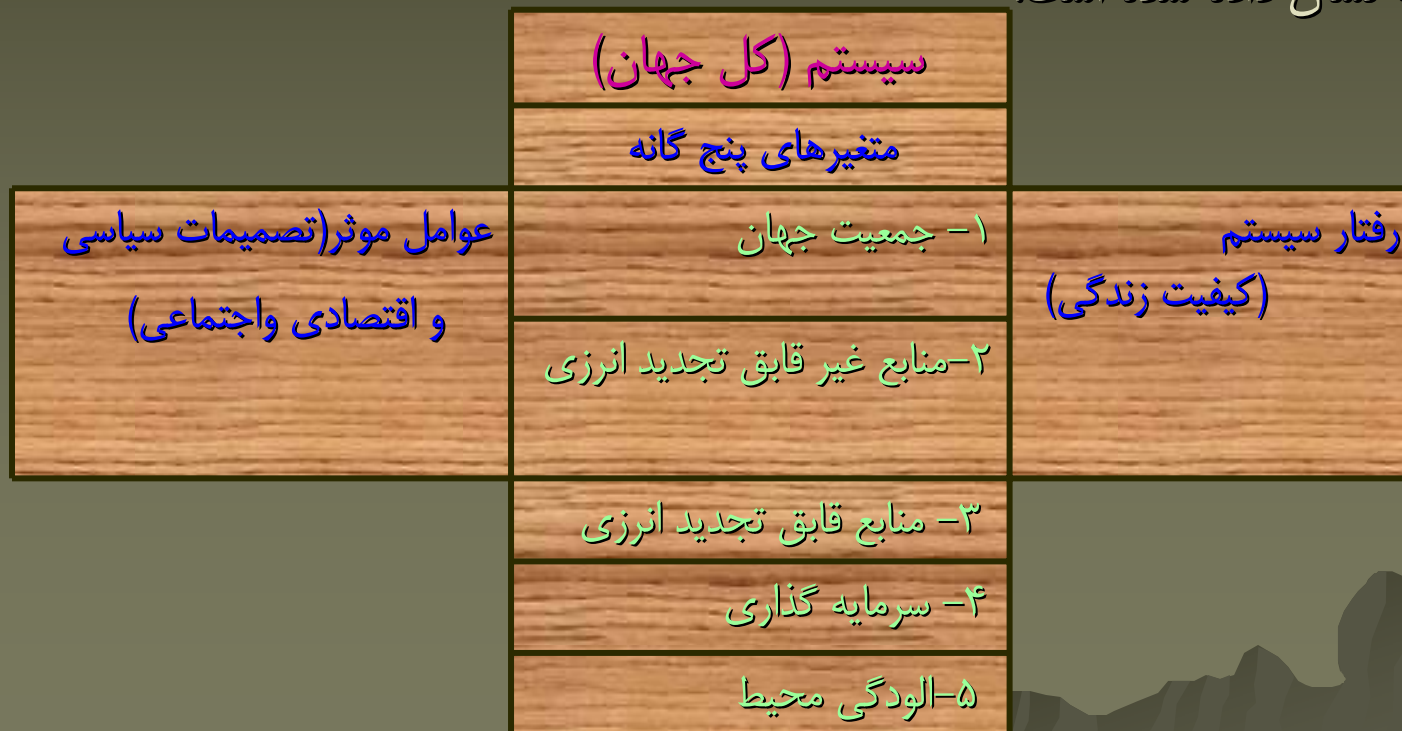 سیستم (کل جهان)
متغیرهای پنج گانه
رفتار سیستم
(کیفیت زندگی)
۱- جمعیت جهان
۲-منابع غیر قابق تجدید انرزی
عوامل موثر(تصمیمات سیاسی
و اقتصادی واجتماعی)
۳- منابع قابق تجدید انرزی
۴- سرمایه گذاری
۵-الودگی محیط